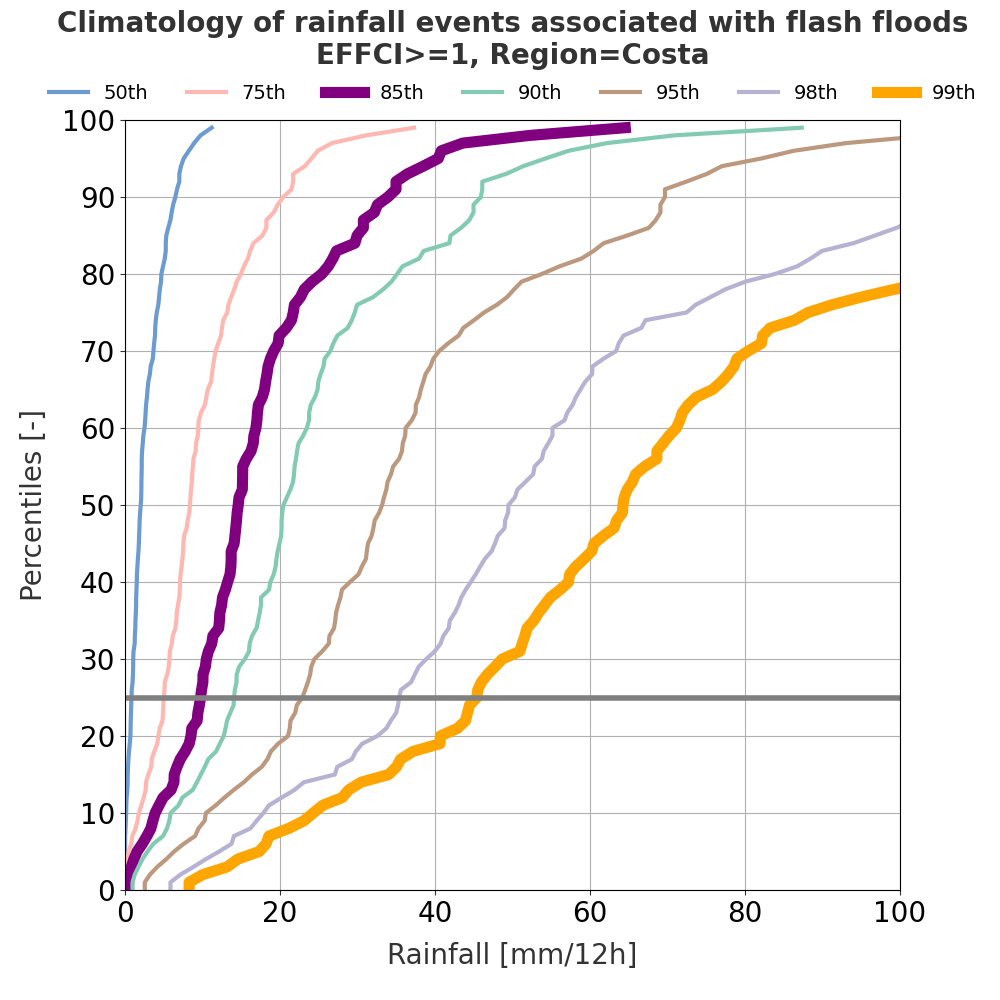 Climatology of rainfall events associated with flash floods
EFFCI>=1, Region=Costa
50th 75th 85th 90th 95th 98th 99th
100
90
80
70
60
50
40
30
20
10
0
Percentiles [-]
0 20 40 60 80 100
Rainfall [mm/12h]